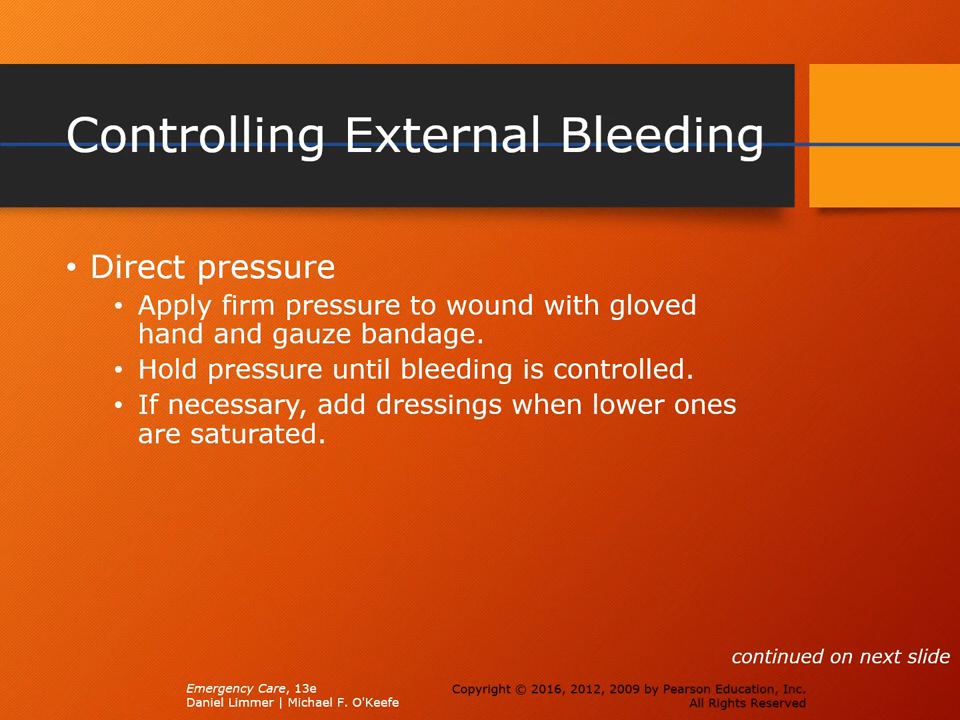 Controlling External Bleeding
• Direct pressure
• Apply firm pressure to wound with gloved
hand and gauze bandage.
• Hold pressure until bleeding is controlled.
• If necessary, add dressings when lower ones
are saturated.
continued on next slide
Emergency Care, 13e
Daniel Limmer | Michael F. O'Keefe
Copyright © 2016, 2012, 2009 by Pearson Education, Inc.
All Rights Reserved